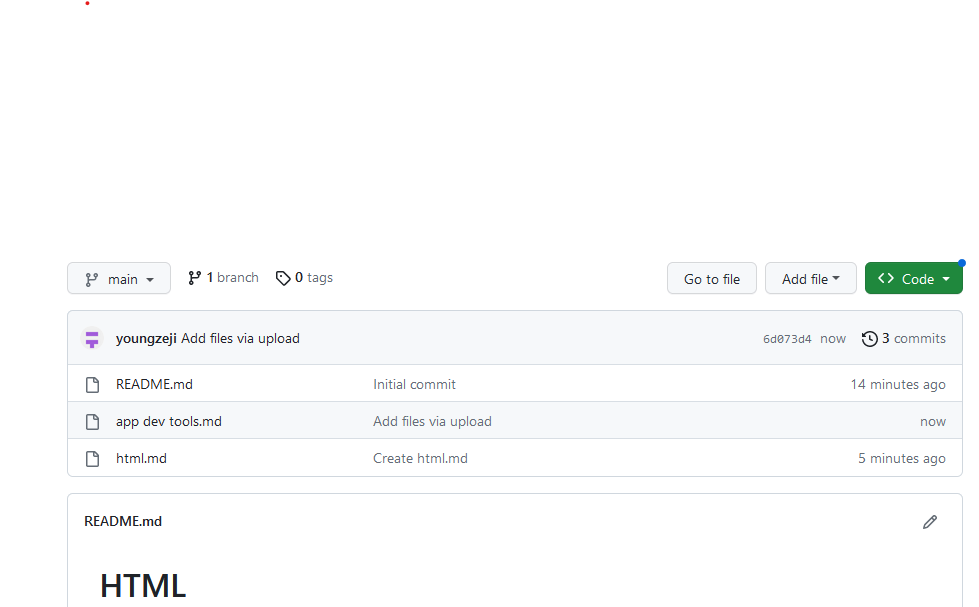 main 1 branch 0 tags Go to file Add file Code
youngzeji Add files via upload 6d073d4 now 3 commits
README.md Initial commit 14 minutes ago
app dev tools.md Add files via upload now
html.md Create html.md 5 minutes ago
README.md
HTML